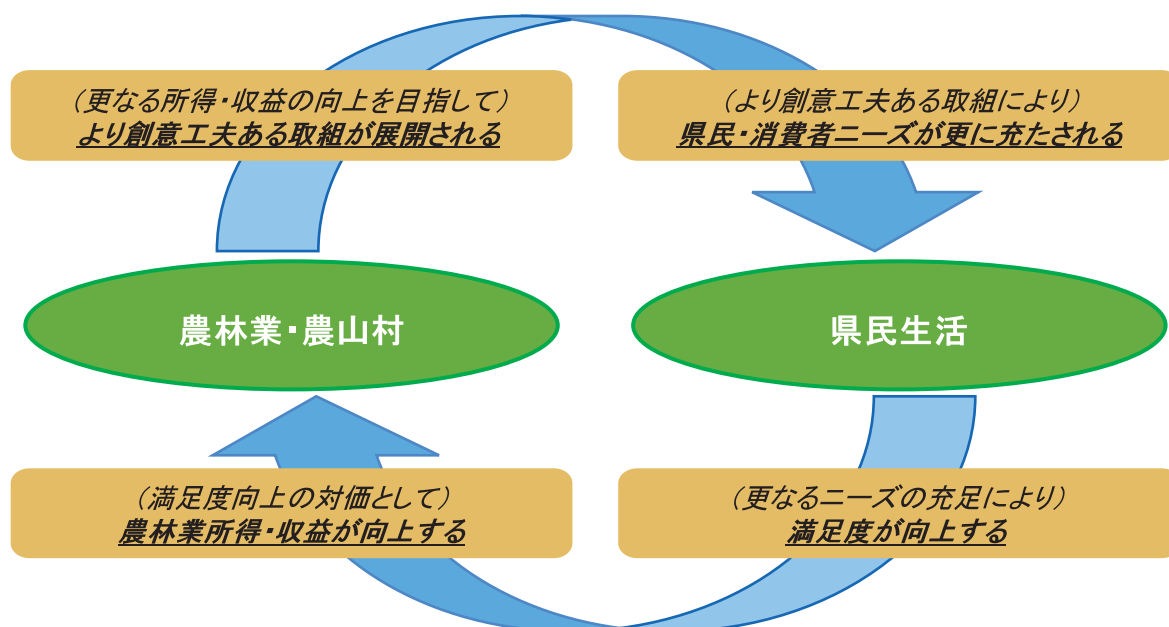 （更なる所得・収益の向上を目指して）
より創意工夫ある取組が展開される
（より創意工夫ある取組により）
県民・消費者ニーズが更に充たされる
農林業・農山村
県民生活
（満足度向上の対価として）
農林業所得・収益が向上する
（更なるニーズの充足により）
満足度が向上する